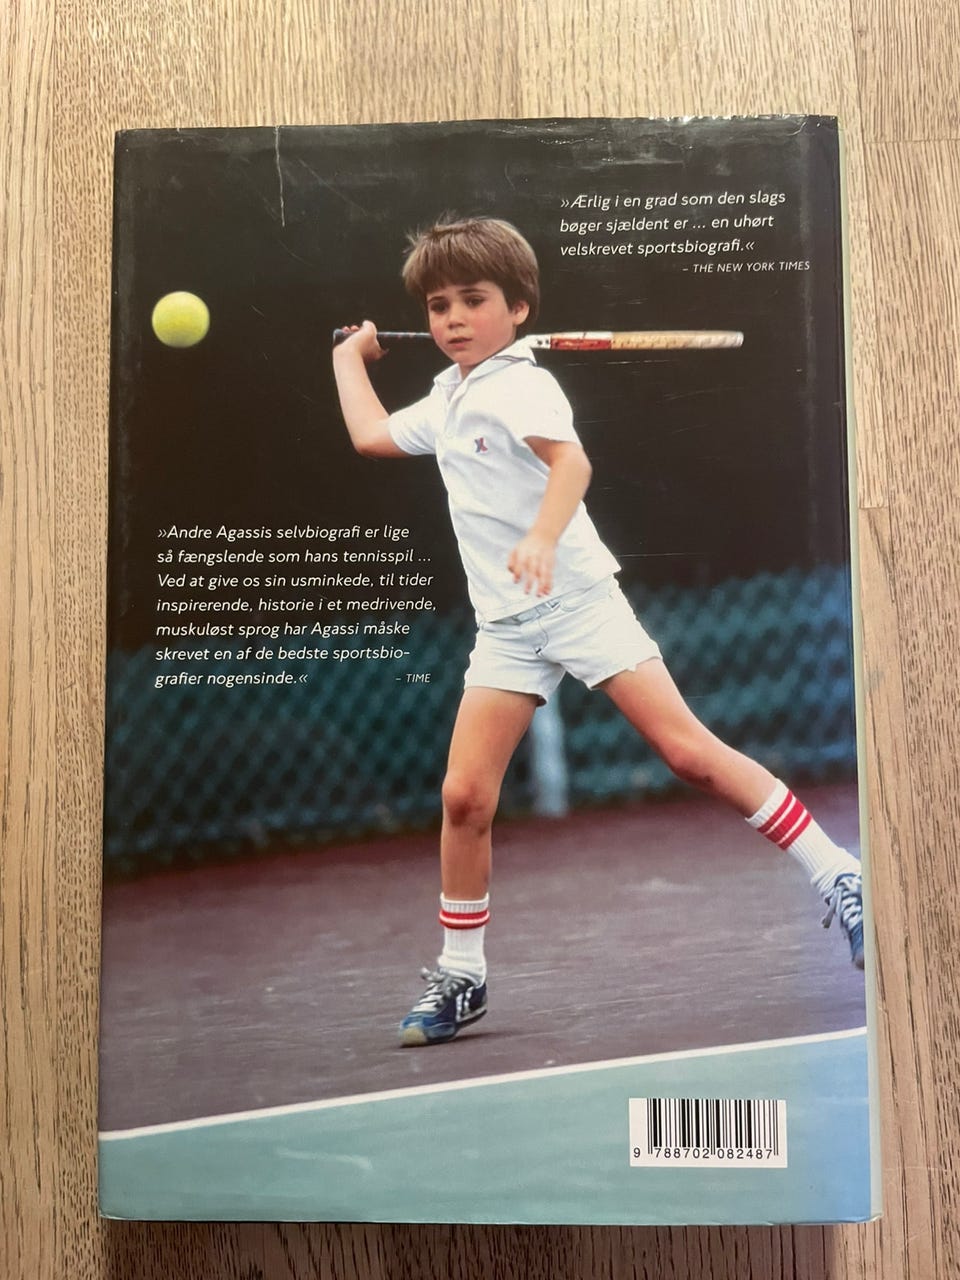 »Ærlig i en grad som den slags
bøger sjældent er ... en uhørt
velskrevet sportsbiografi.«
– THE NEW YORK TIMES
»Andre Agassis selvbiografi er lige
så fængslende som hans tennisspil ...
Ved at give os sin usminkede, til tider
inspirerende, historie i et medrivende,
muskuløst sprog har Agassi måske
skrevet en af de bedste sportsbio-
grafier nogensinde.« – TIME
9 788702 082487